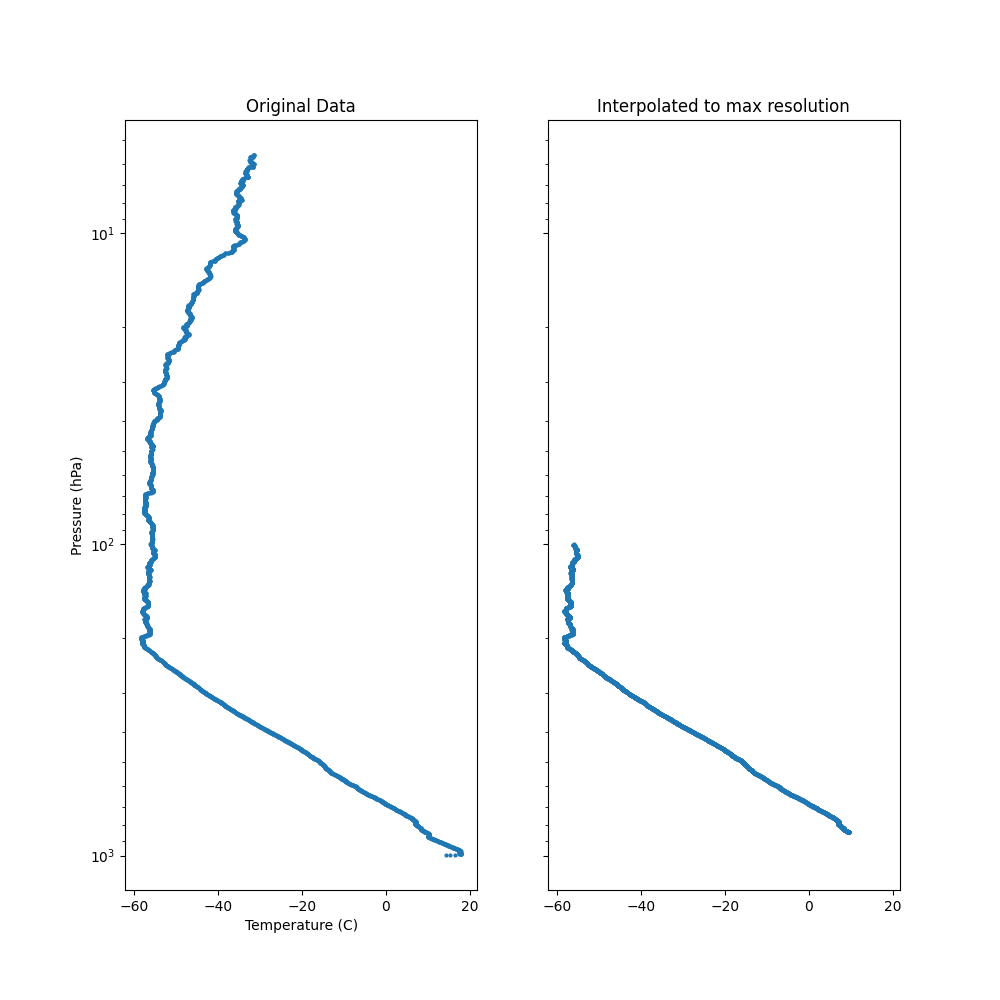 Original Data
Interpolated to max resolution
Pressure (hPa)
10¹
10²
10³
−60 −40 −20 0 20
−60 −40 −20 0 20
Temperature (C)